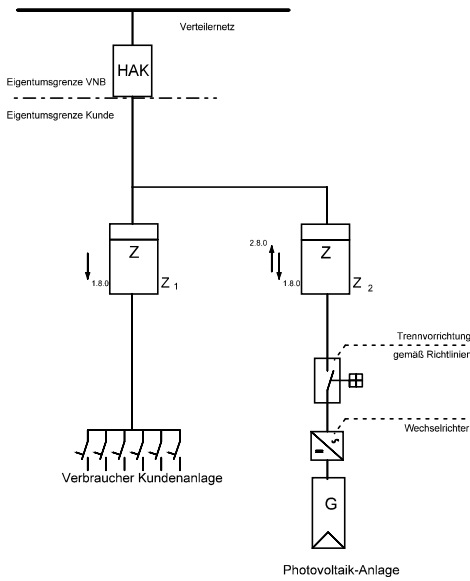 Verteilernetz
HAK
Eigentumsgrenze VNB
Eigentumsgrenze Kunde
Z
1.8.0
Z 1
2.8.0
Z
1.8.0
Z 2
Trennvorrichtung
gemäß Richtlinien
Wechselrichter
Verbraucher Kundenanlage
G
Photovoltaik-Anlage